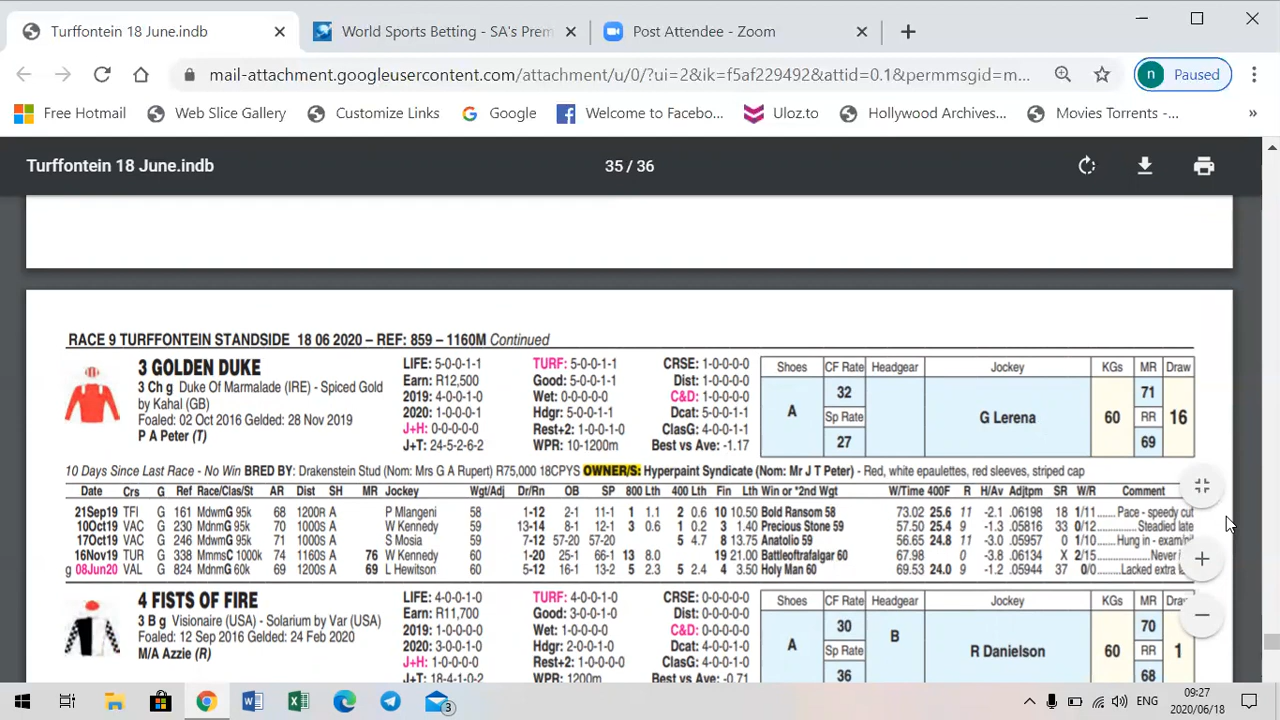 Turffontein 18 June.indb
World Sports Betting - SA's Prem
Post Attendee - Zoom
mail-attachment.googleusercontent.com/attachment/u/0/?ui=2&ik=f5af229492&attid=0.1&permmsgid=m...
n Paused
Free Hotmail
Web Slice Gallery
Customize Links
Google
Welcome to Facebo...
Uloz.to
Hollywood Archives...
Movies Torrents -...
»
Turffontein 18 June.indb
35 / 36
RACE 9 TURFFONTEIN STANDSIDE 18 06 2020 – REF: 859 – 1160M Continued
3 GOLDEN DUKE
3 Ch g Duke Of Marmalade (IRE) - Spiced Gold
by Kahal (GB)
Foaled: 02 Oct 2016 Gelded: 28 Nov 2019
P A Peter (T)
LIFE: 5-0-0-1-1 TURF: 5-0-0-1-1 CRSE: 1-0-0-0-0
Earn: R12,500 Good: 5-0-0-1-1 Dist: 1-0-0-0-0
2019: 4-0-0-1-0 Wet: 0-0-0-0-0 C&D: 1-0-0-0-0
2020: 1-0-0-0-1 Hdgr: 5-0-0-1-1 Dcat: 5-0-0-1-1
J+H: 0-0-0-0-0 Rest+2: 1-0-0-1-0 ClasG: 4-0-0-1-1
J+T: 24-5-2-6-2 WPR: 10-1200m Best vs Ave: -1.17
Shoes CF Rate Headgear Jockey KGs MR Draw
A 32 G Lerena 60 71 16
Sp Rate RR
27 69
10 Days Since Last Race - No Win BRED BY: Drakenstein Stud (Nom: Mrs G A Rupert) R75,000 18CPYS OWNER/S: Hyperpaint Syndicate (Nom: Mr J T Peter) - Red, white epaulettes, red sleeves, striped cap
Date Crs G Ref Race/Clas/St AR Dist SH MR Jockey Wgt/Adj Dr/Rn OB SP 800 Lth 400 Lth Fin Lth Win or *2nd Wgt W/Time 400F R H/Av Adjtpm SR W/R Comment
21Sep19 TFI G 161 MdwmG 95k 68 1200R A P Mlangeni 58 1-12 2-1 11-1 1 1.1 2 0.6 10 10.50 Bold Ransom 58 73.02 25.6 11 -2.1 .06198 18 1/11 ....Pace - speedy cut
10Oct19 VAC G 230 MdnmG 95k 70 1000S A W Kennedy 59 13-14 8-1 12-1 3 0.6 1 0.2 3 1.40 Precious Stone 59 57.50 25.4 9 -1.3 .05816 33 0/12 ..........Steadied late
17Oct19 VAC G 246 MdwmG 95k 71 1000S A S Mosia 59 7-12 57-20 57-20 5 4.7 8 13.75 Anatolio 59 56.65 24.8 11 -3.0 .05957 0 1/10 ....Hung in - exam/
16Nov19 TUR G 338 MmmsC 1000k 74 1160S A 76 W Kennedy 60 1-20 25-1 66-1 13 8.0 19 21.00 Battleoftrafalgar 60 67.98 0 -3.8 .06134 X 2/15 ...................Never
g 08Jun20 VAL G 824 MdnmG 60k 69 1200S A 69 L Hewitson 60 5-12 16-1 13-2 5 2.3 5 2.4 4 3.50 Holy Man 60 69.53 24.0 9 -1.2 .05944 37 0/0 ......Lacked extra
4 FISTS OF FIRE
3 B g Visionaire (USA) - Solarium by Var (USA)
Foaled: 12 Sep 2016 Gelded: 24 Feb 2020
M/A Azzie (R)
LIFE: 4-0-0-1-0 TURF: 4-0-0-1-0 CRSE: 0-0-0-0-0
Earn: R11,700 Good: 3-0-0-1-0 Dist: 0-0-0-0-0
2019: 1-0-0-0-0 Wet: 1-0-0-0-0 C&D: 0-0-0-0-0
2020: 3-0-0-1-0 Hdgr: 2-0-0-1-0 Dcat: 4-0-0-1-0
J+H: 1-0-0-0-0 Rest+2: 1-0-0-0-0 ClasG: 4-0-0-1-0
J+T: 18-4-1-0-2 WPR: 1200m Best vs Ave: -0.71
Shoes CF Rate Headgear Jockey KGs MR
A 30 B R Danielson 60 70 1
Sp Rate RR
36 68
3
ENG
09:27
2020/06/18